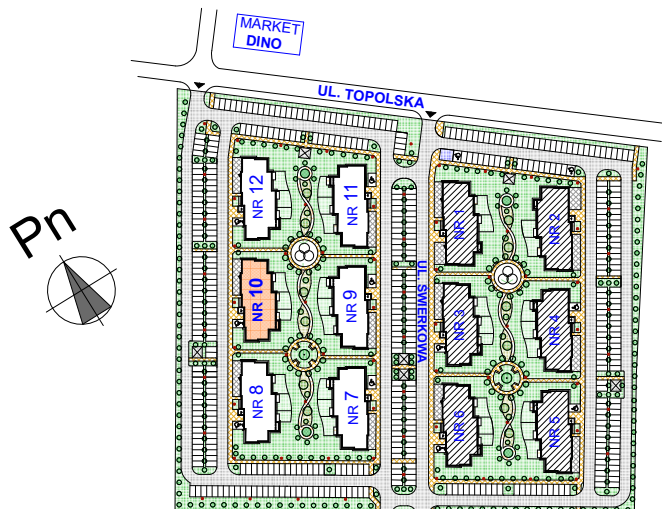 MARKET
DINO
UL. TOPOLSKA
Pn
NR 12
NR 11
NR 1
NR 2
NR 10
NR 9
UL. ŚWIERKOWA
NR 3
NR 4
NR 8
NR 7
NR 6
NR 5